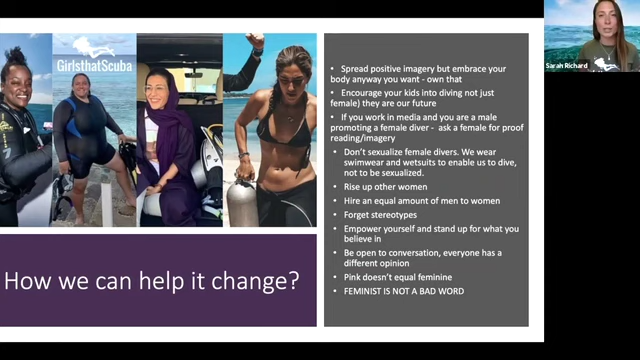 GirlsthatScuba
Sarah Richard
• Spread positive imagery but embrace your
body anyway you want - own that
• Encourage your kids into diving not just
female) they are our future
• If you work in media and you are a male
promoting a female diver - ask a female for proof
reading/imagery
• Don't sexualize female divers. We wear
swimwear and wetsuits to enable us to dive,
not to be sexualized.
• Rise up other women
• Hire an equal amount of men to women
• Forget stereotypes
• Empower yourself and stand up for what you
believe in
• Be open to conversation, everyone has a
different opinion
• Pink doesn't equal feminine
• FEMINIST IS NOT A BAD WORD
How we can help it change?